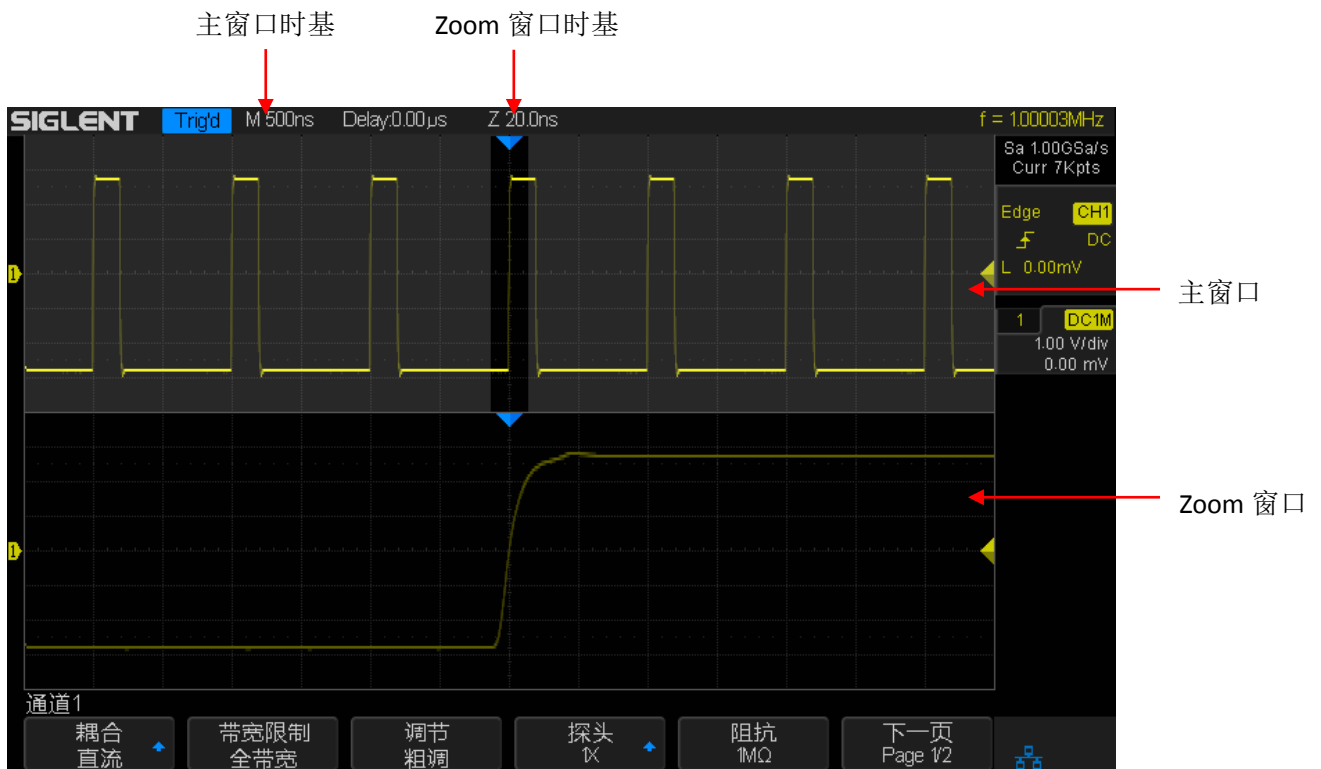 主窗口时基
Zoom 窗口时基
SIGLENT Trig'd M 500ns Delay:0.00µs Z 20.0ns f = 1.00003MHz
Sa 1.00GSa/s
Curr 7Kpts
Edge CH1
DC
L 0.00mV
主窗口
1
1 DC1M
1.00 V/div
0.00 mV
Zoom 窗口
1
通道1
耦合
直流
带宽限制
全带宽
调节
粗调
探头
1X
阻抗
1MΩ
下一页
Page 1/2